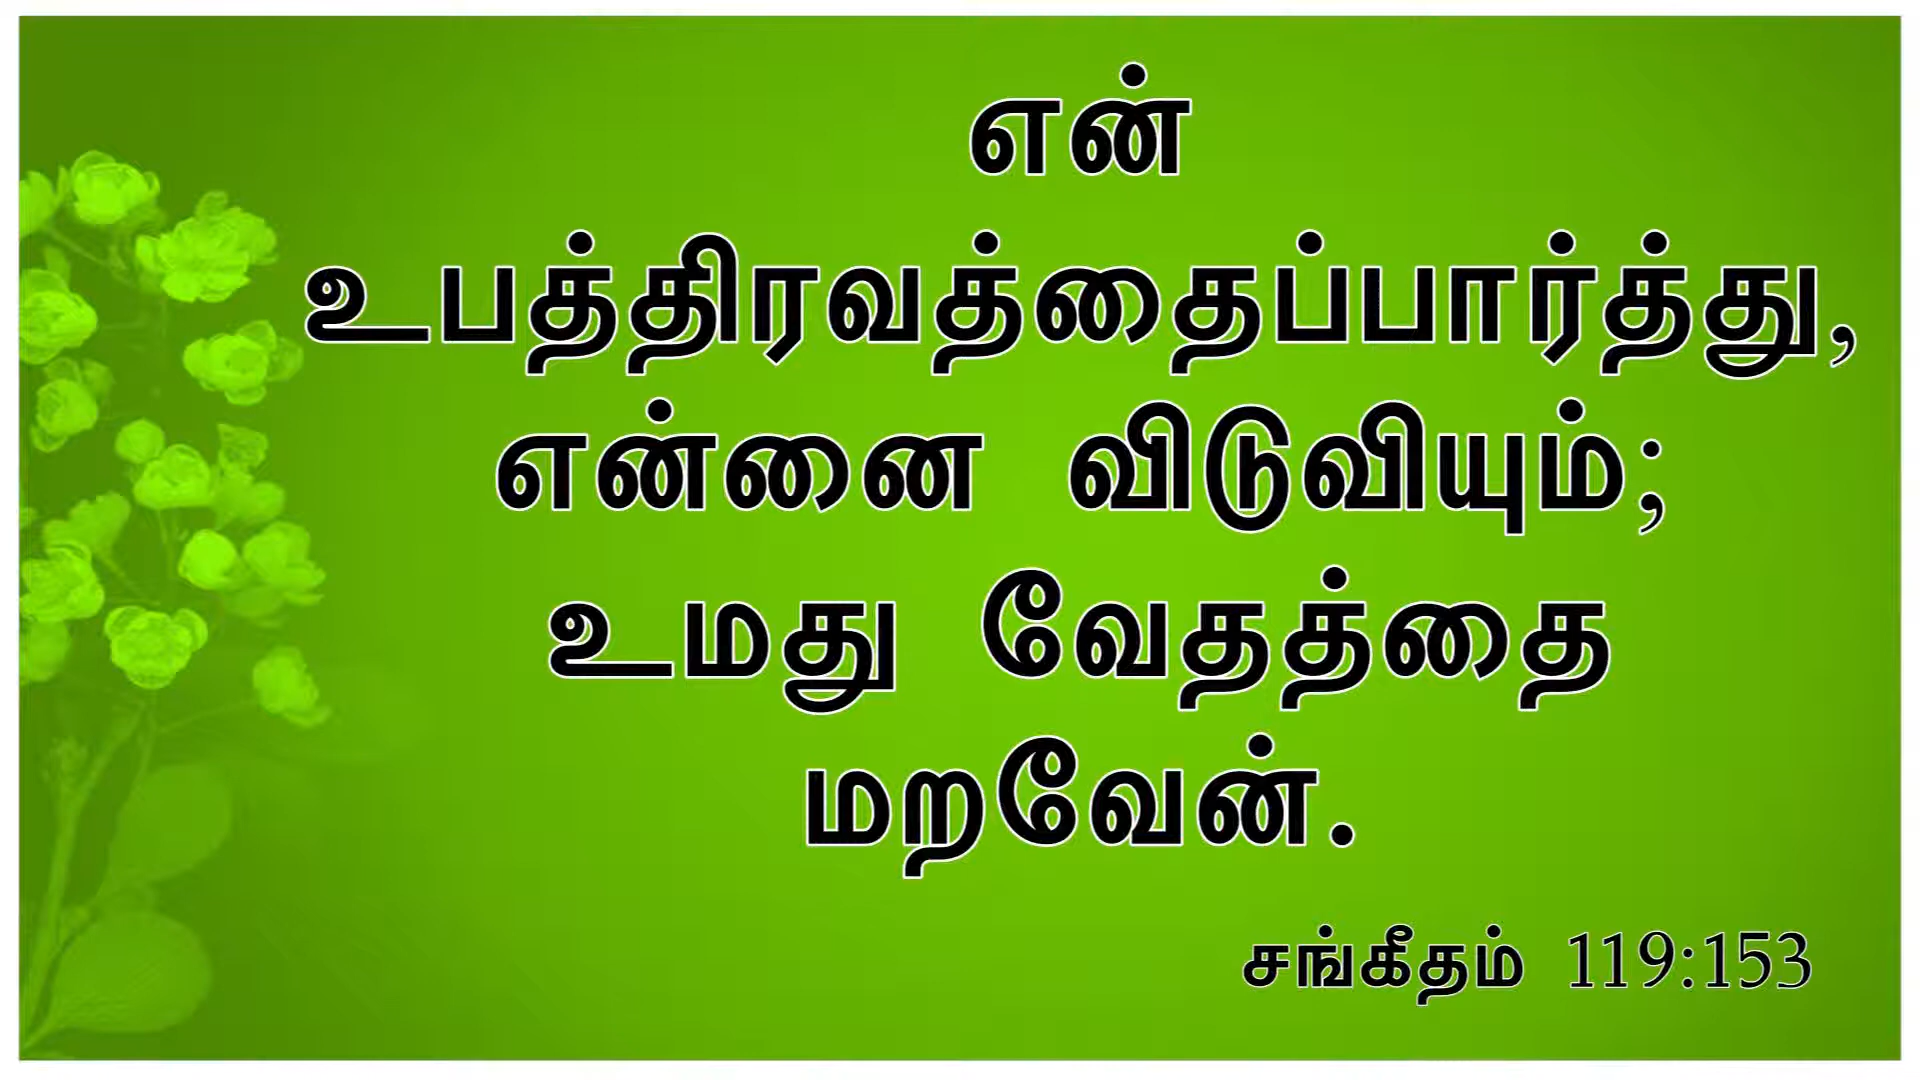 என்
உபத்திரவத்தைப்பார்த்து,
என்னை விடுவியும்;
உமது வேதத்தை
மறவேன்.
சங்கீதம் 119:153